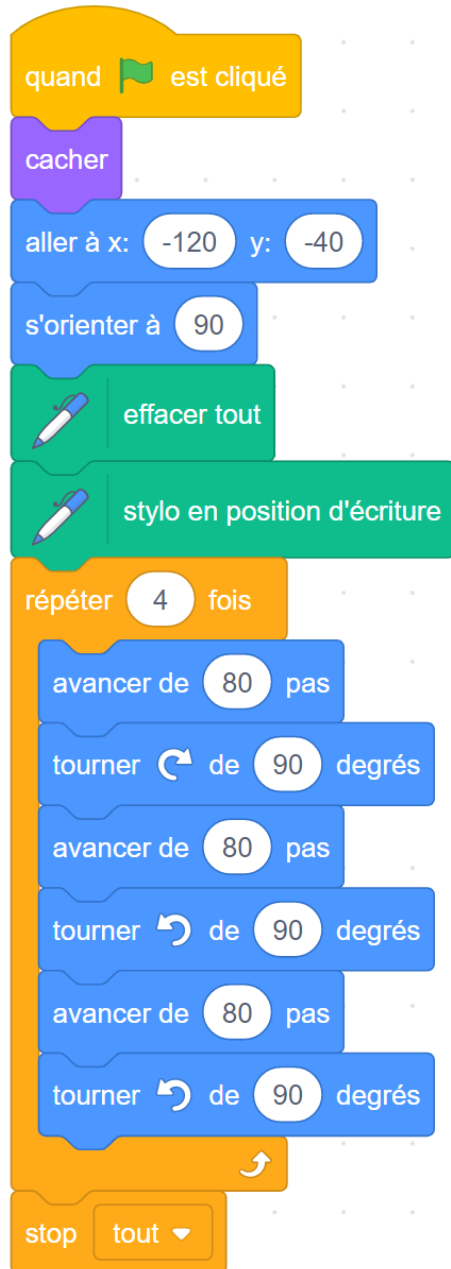 quand est cliqué
cacher
aller à x: -120 y: -40
s'orienter à 90
effacer tout
stylo en position d'écriture
répéter 4 fois
avancer de 80 pas
tourner de 90 degrés
avancer de 80 pas
tourner de 90 degrés
avancer de 80 pas
tourner de 90 degrés
stop tout